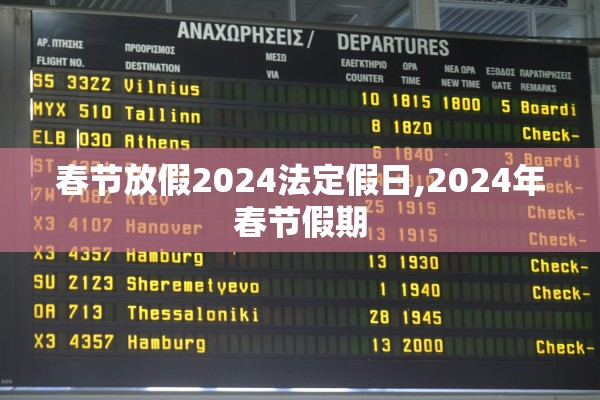 ΑΝΑΧΩΡΗΣΕΙΣ / DEPARTURES
ΑΡ. ΠΤΗΣΗΣ ΠΡΟΟΡΙΣΜΟΣ ΜΕΣΩ ΕΛΕΓΚΤΗΡΙΟ ΩΡΑ ΝΕΑ ΩΡΑ ΕΞΟΔΟΣ ΠΑΡΑΤΗΡΗΣΕΙΣ
FLIGHT NO. DESTINATION VIA COUNTER TIME NEW TIME GATE REMARKS
S5 3322 Vilnius 10 1815 1800 5 Boardi
MYX 510 Tallinn 8 1820 Check-
ELB 030 Athens 6 1840 3 Boardi
春节放假2024法定假日,2024年
春节假期
7W 7082 Kiev 25 1915 Check-
X3 4107 Hanover 13 1915 Check-
X3 4357 Hamburg 13 1930 Check-
SU 2123 Sheremetyevo 1 1940 Check-
OA 713 Thessaloniki 28 1945
X3 4357 Hamburg 13 2000 Check-